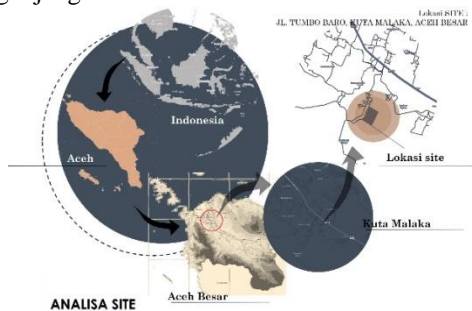 Lokasi SITE :
JL. TUMBO BARO, KUTA MALAKA, ACEH BESAR
Indonesia
Aceh
Lokasi site
Kuta Malaka
Aceh Besar
ANALISA SITE